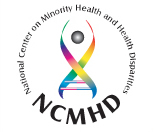 National Center on Minority Health and Health Disparities
NCMHD